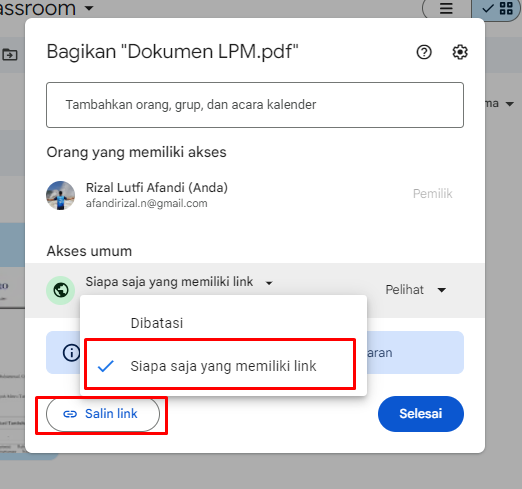 assroom
Bagikan "Dokumen LPM.pdf"
Tambahkan orang, grup, dan acara kalender
ma
Orang yang memiliki akses
Rizal Lutfi Afandi (Anda)
afandirizal.n@gmail.com
Pemilik
Akses umum
Siapa saja yang memiliki link
Pelihat
Dibatasi
Siapa saja yang memiliki link
aran
Salin link
Selesai